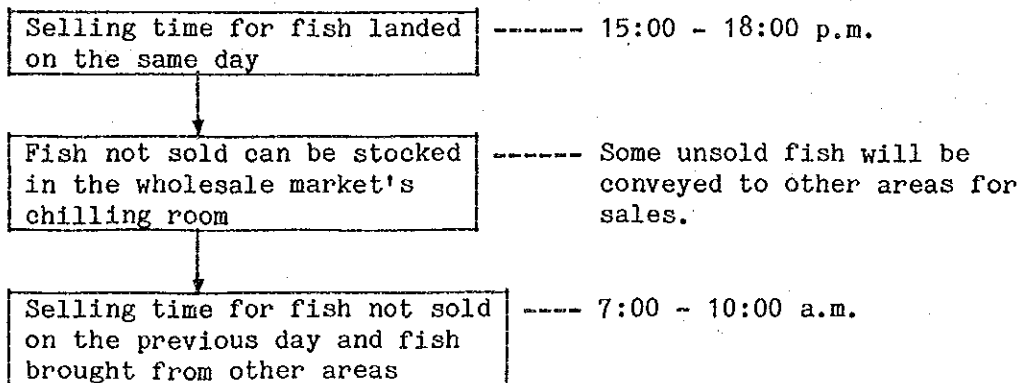 Selling time for fish landed ------ 15:00 - 18:00 p.m.
on the same day
Fish not sold can be stocked ------ Some unsold fish will be
in the wholesale market's conveyed to other areas for
chilling room sales.
Selling time for fish not sold ---- 7:00 - 10:00 a.m.
on the previous day and fish
brought from other areas